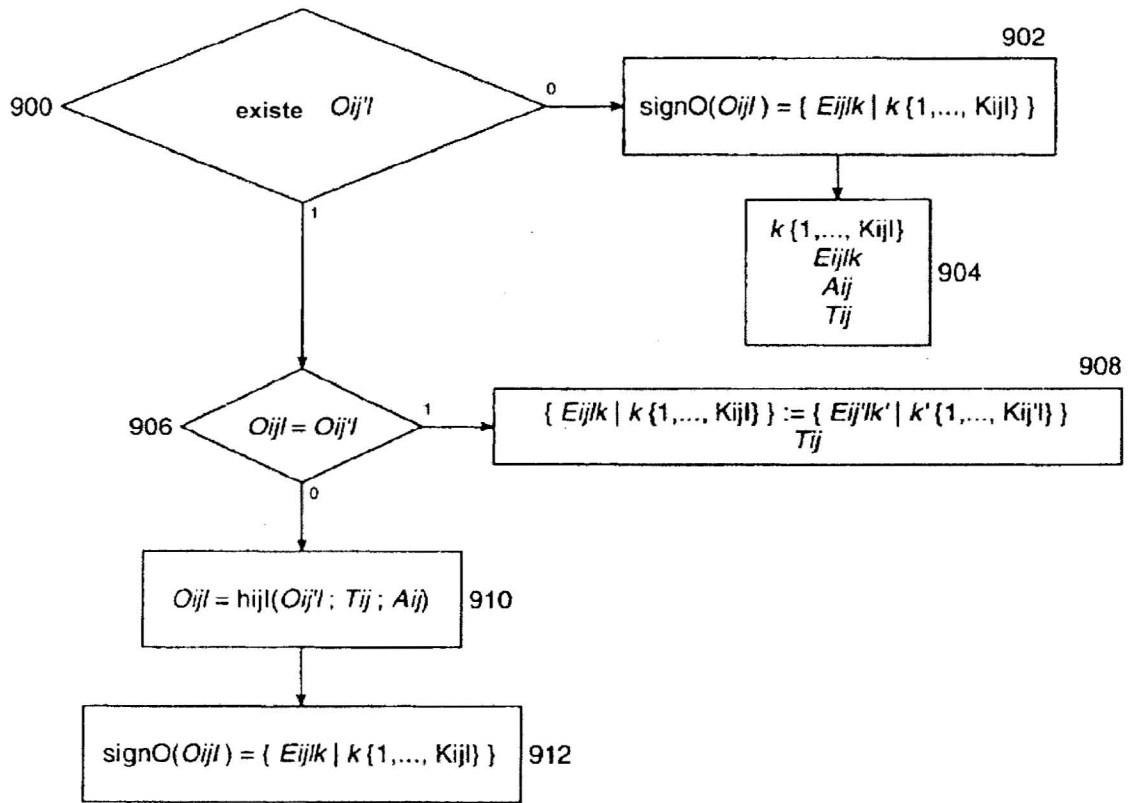 902
900
existe Oij'l
0
signO(Oijl) = { Eijlk | k {1,..., Kijl} }
1
k {1,..., Kijl}
Eijlk
Aij
Tij
904
908
906
Oijl = Oij'l
1
{ Eijlk | k {1,..., Kijl} } := { Eij'lk' | k' {1,..., Kij'l} }
Tij
0
Oijl = hijl(Oij'l ; Tij ; Aij)
910
signO(Oijl) = { Eijlk | k {1,..., Kijl} }
912